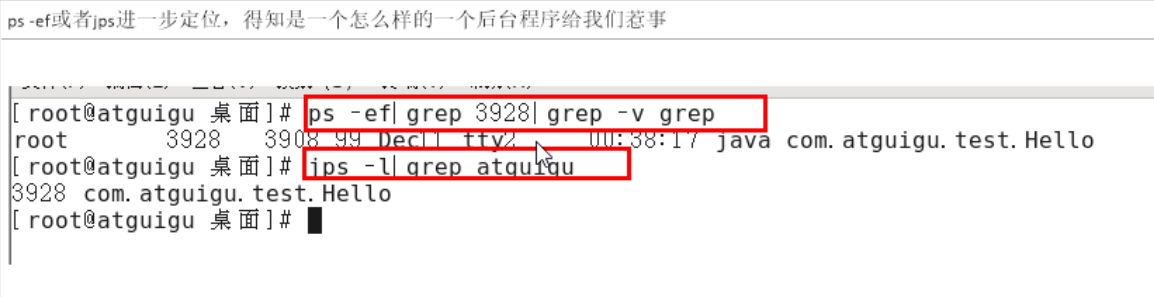 ps -ef或者jps进一步定位，得知是一个怎么样的一个后台程序给我们惹事
[root@atguigu 桌面]# ps -ef| grep 3928| grep -v grep
root 3928 3908 99 Dec11 tty2 00:38:17 java com.atguigu.test.Hello
[root@atguigu 桌面]# jps -l| grep atguigu
3928 com.atguigu.test.Hello
[root@atguigu 桌面]#